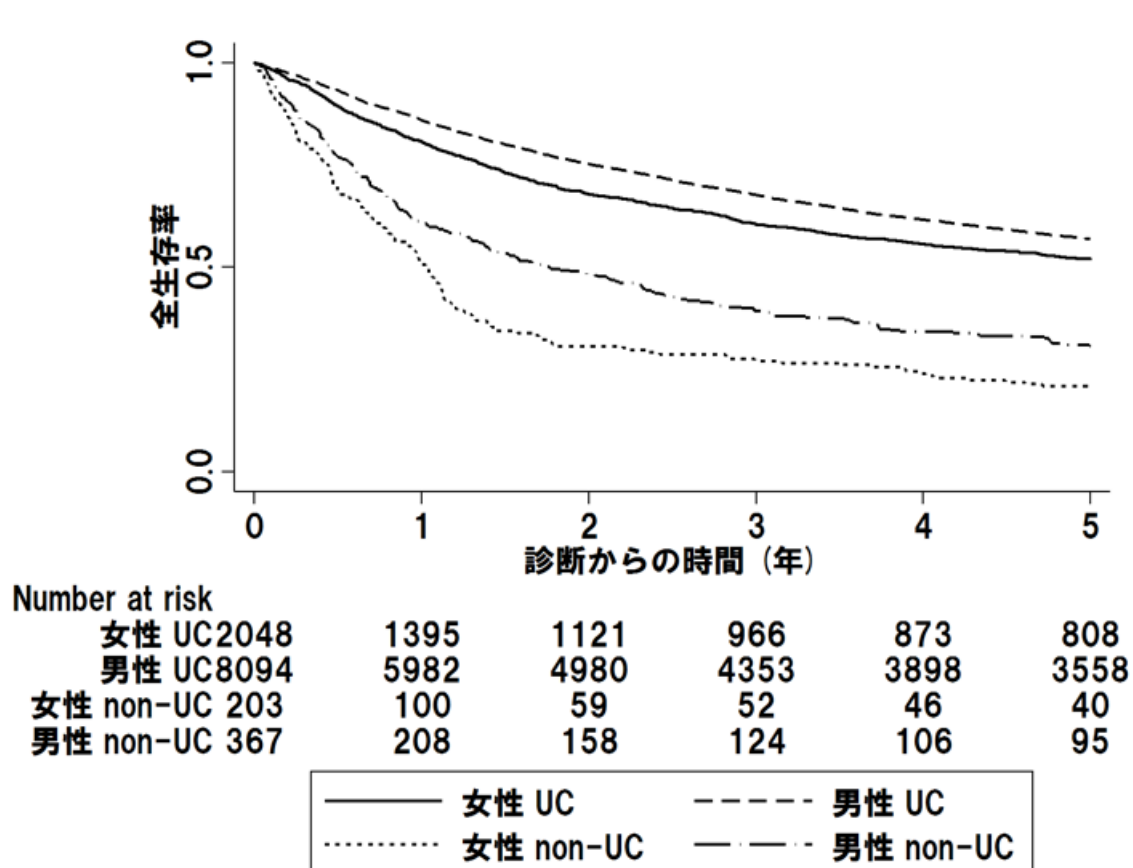 1.0
0.5
0.0
全生存率
0 1 2 3 4 5
診断からの時間（年）
Number at risk
女性 UC2048 1395 1121 966 873 808
男性 UC8094 5982 4980 4353 3898 3558
女性 non-UC 203 100 59 52 46 40
男性 non-UC 367 208 158 124 106 95
女性 UC 男性 UC
女性 non-UC 男性 non-UC